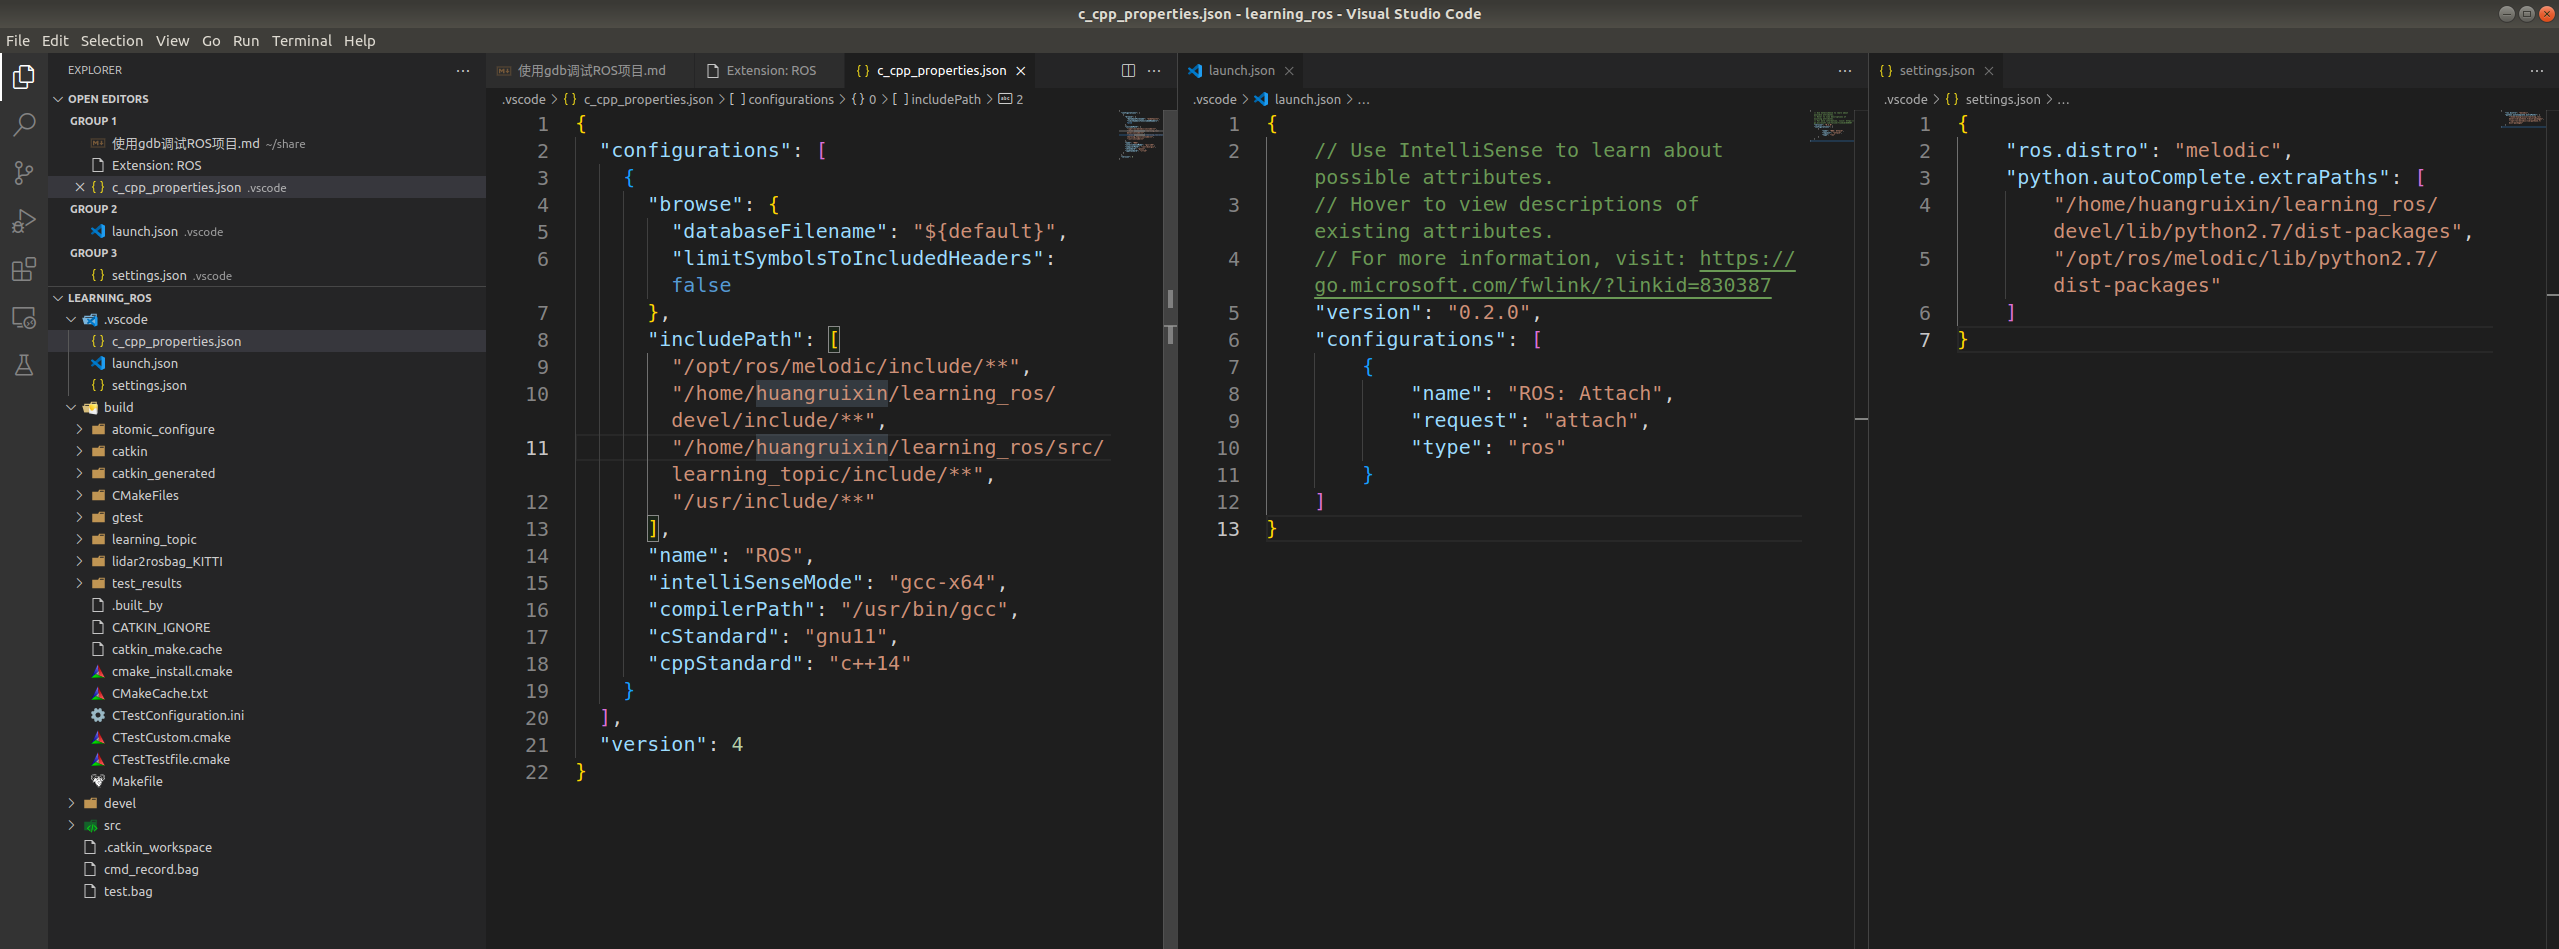 c_cpp_properties.json - learning_ros - Visual Studio Code
File Edit Selection View Go Run Terminal Help
EXPLORER
OPEN EDITORS
GROUP 1
使用gdb调试ROS项目.md ~/share
Extension: ROS
c_cpp_properties.json .vscode
GROUP 2
launch.json .vscode
GROUP 3
settings.json .vscode
LEARNING_ROS
.vscode
c_cpp_properties.json
launch.json
settings.json
build
atomic_configure
catkin
catkin_generated
CMakeFiles
gtest
learning_topic
lidar2rosbag_KITTI
test_results
.built_by
CATKIN_IGNORE
catkin_make.cache
cmake_install.cmake
CMakeCache.txt
CTestConfiguration.ini
CTestCustom.cmake
CTestTestfile.cmake
Makefile
devel
src
.catkin_workspace
cmd_record.bag
test.bag
使用gdb调试ROS项目.md Extension: ROS c_cpp_properties.json
.vscode > {} c_cpp_properties.json > [ ] configurations > {} 0 > [ ] includePath > abc 2
1 {
2 "configurations": [
3 {
4 "browse": {
5 "databaseFilename": "${default}",
6 "limitSymbolsToIncludedHeaders":
false
7 },
8 "includePath": [
9 "/opt/ros/melodic/include/**",
10 "/home/huangruixin/learning_ros/
devel/include/**",
11 "/home/huangruixin/learning_ros/src/
learning_topic/include/**",
12 "/usr/include/**"
13 ],
14 "name": "ROS",
15 "intelliSenseMode": "gcc-x64",
16 "compilerPath": "/usr/bin/gcc",
17 "cStandard": "gnu11",
18 "cppStandard": "c++14"
19 }
20 ],
21 "version": 4
22 }
launch.json
.vscode > launch.json > ...
1 {
2 // Use IntelliSense to learn about
possible attributes.
3 // Hover to view descriptions of
existing attributes.
4 // For more information, visit: https://
go.microsoft.com/fwlink/?linkid=830387
5 "version": "0.2.0",
6 "configurations": [
7 {
8 "name": "ROS: Attach",
9 "request": "attach",
10 "type": "ros"
11 }
12 ]
13 }
{} settings.json
.vscode > {} settings.json > ...
1 {
2 "ros.distro": "melodic",
3 "python.autoComplete.extraPaths": [
4 "/home/huangruixin/learning_ros/
devel/lib/python2.7/dist-packages",
5 "/opt/ros/melodic/lib/python2.7/
dist-packages"
6 ]
7 }